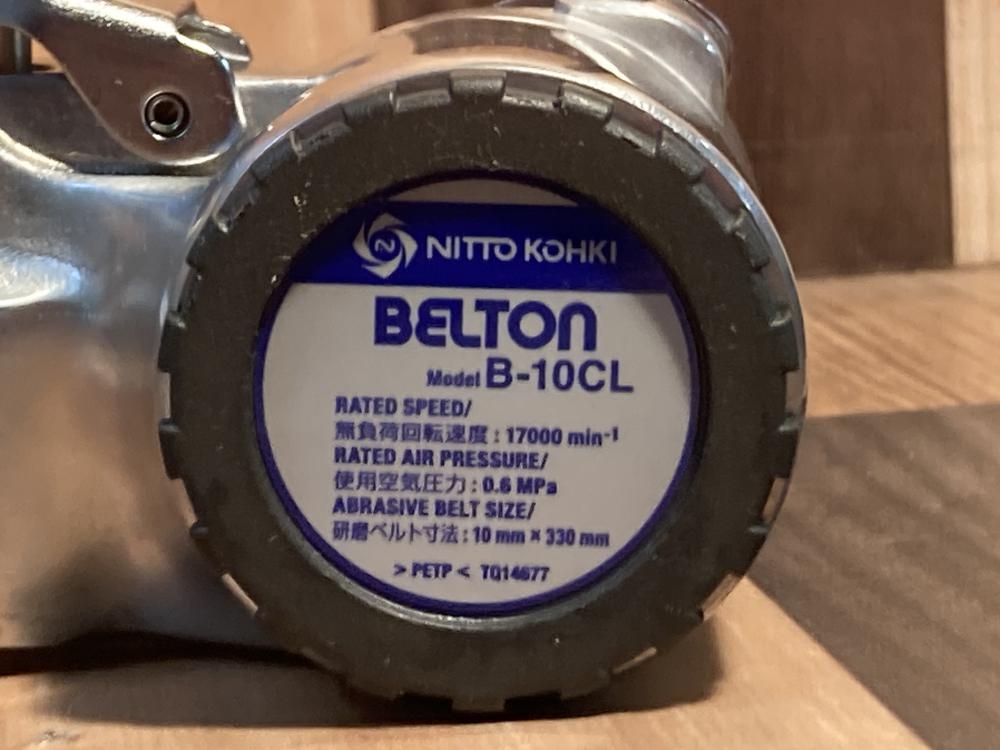 NITTO KOHKI
BELTON
Model B-10CL
RATED SPEED/
無負荷回転速度 : 17000 min⁻¹
RATED AIR PRESSURE/
使用空気圧力 : 0.6 MPa
ABRASIVE BELT SIZE/
研磨ベルト寸法 : 10 mm × 330 mm
> PETP < TQ14677